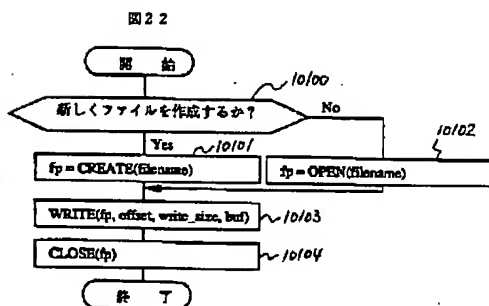 図22
開 始
10100
新しくファイルを作成するか？
No
Yes
10101
10102
fp = CREATE(filename)
fp = OPEN(filename)
WRITE(fp, offset, write_size, buf)
10103
CLOSE(fp)
10104
終 了